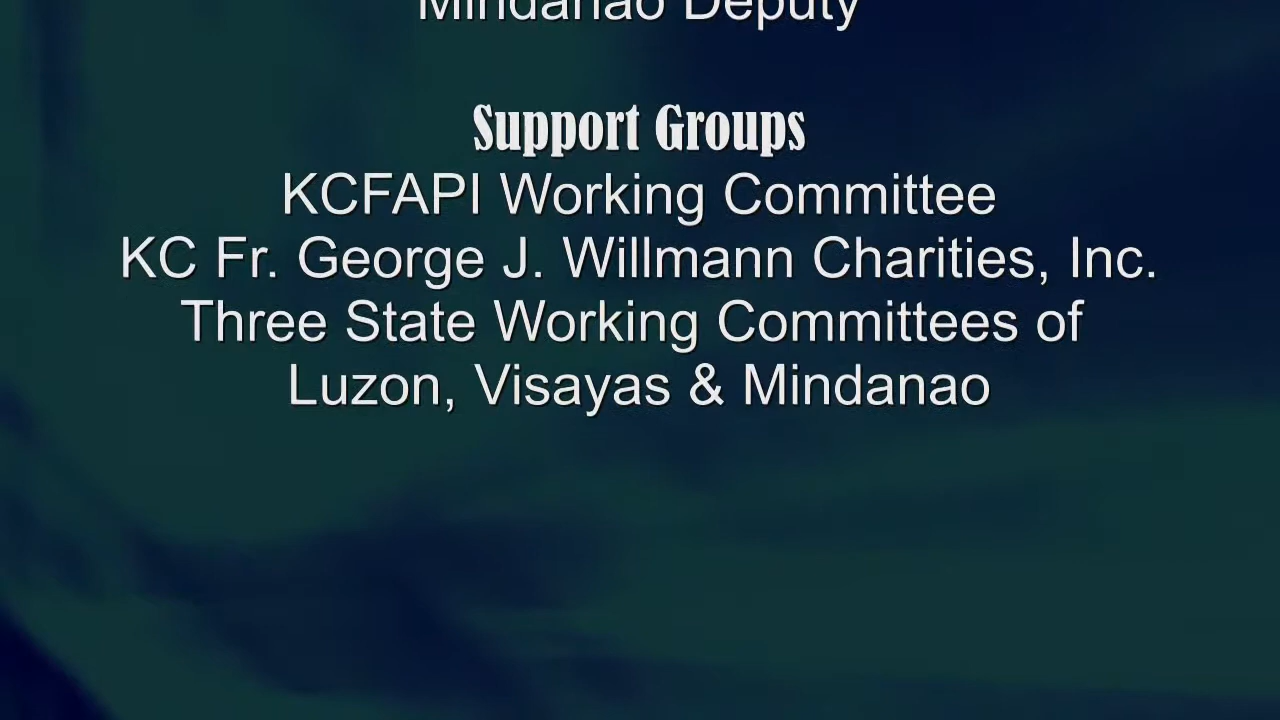 Mindanao Deputy
Support Groups
KCFAPI Working Committee
KC Fr. George J. Willmann Charities, Inc.
Three State Working Committees of
Luzon, Visayas & Mindanao